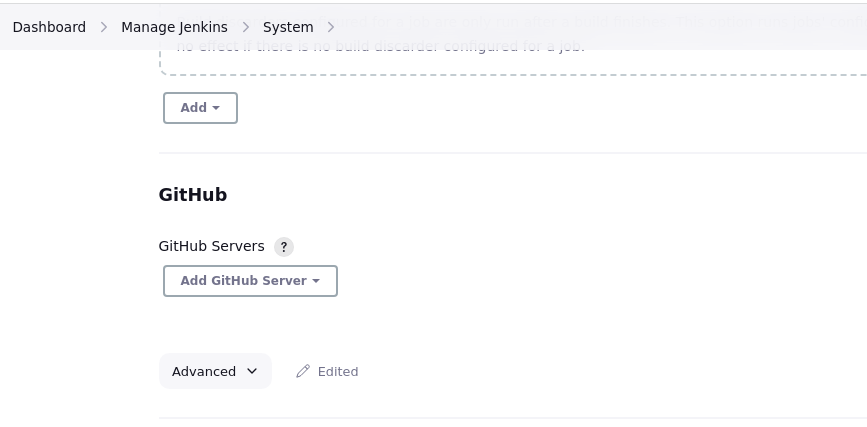 Dashboard > Manage Jenkins > System >
no effect if there is no build discarder configured for a job.
Add
GitHub
GitHub Servers ?
Add GitHub Server
Advanced Edited